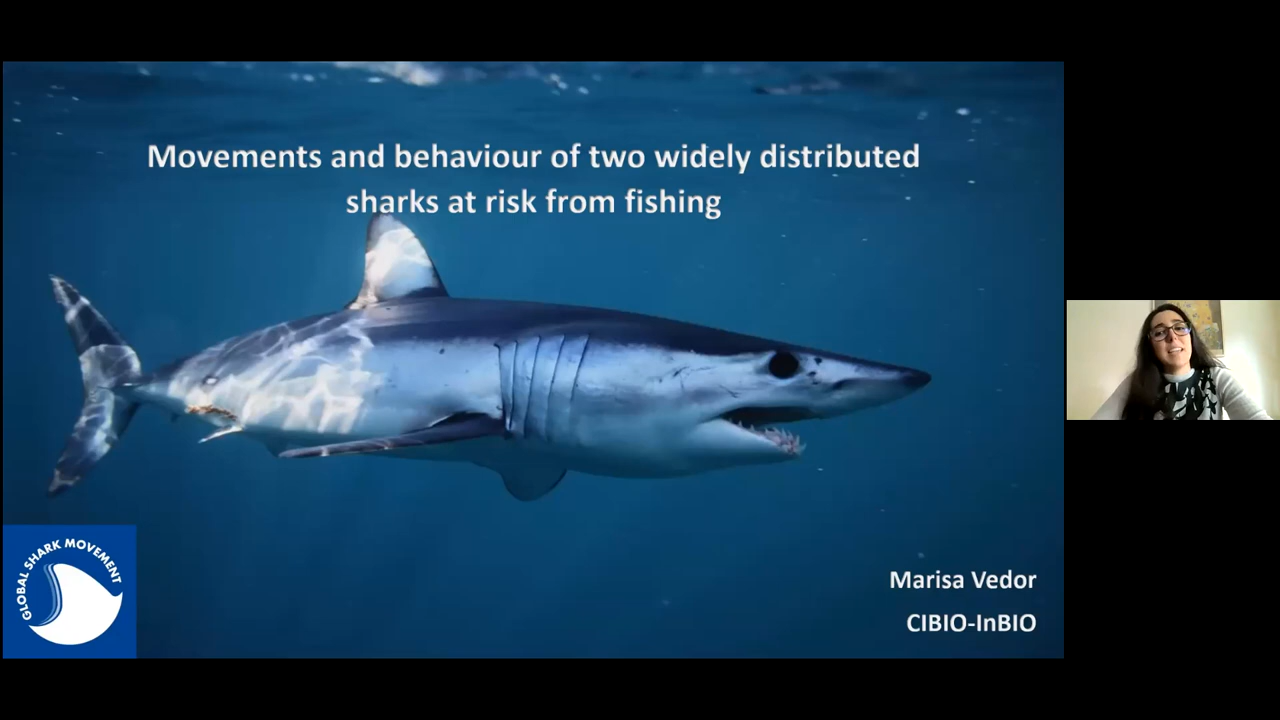 Movements and behaviour of two widely distributed
sharks at risk from fishing
GLOBAL SHARK MOVEMENT
Marisa Vedor
CIBIO-InBIO